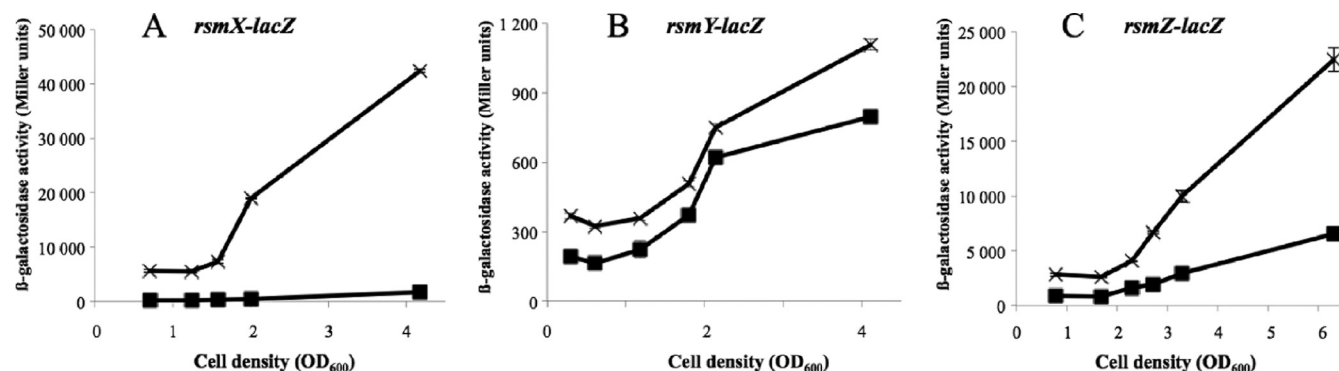 A rsmX-lacZ
ß-galactosidase activity (Miller units)
50 000
40 000
30 000
20 000
10 000
0
0 1 2 3 4
Cell density (OD600)
B rsmY-lacZ
ß-galactosidase activity (Miller units)
1 200
900
600
300
0
0 2 4
Cell density (OD600)
C rsmZ-lacZ
ß-galactosidase activity (Miller units)
25 000
20 000
15 000
10 000
5 000
0
0 1 2 3 4 5 6
Cell density (OD600)